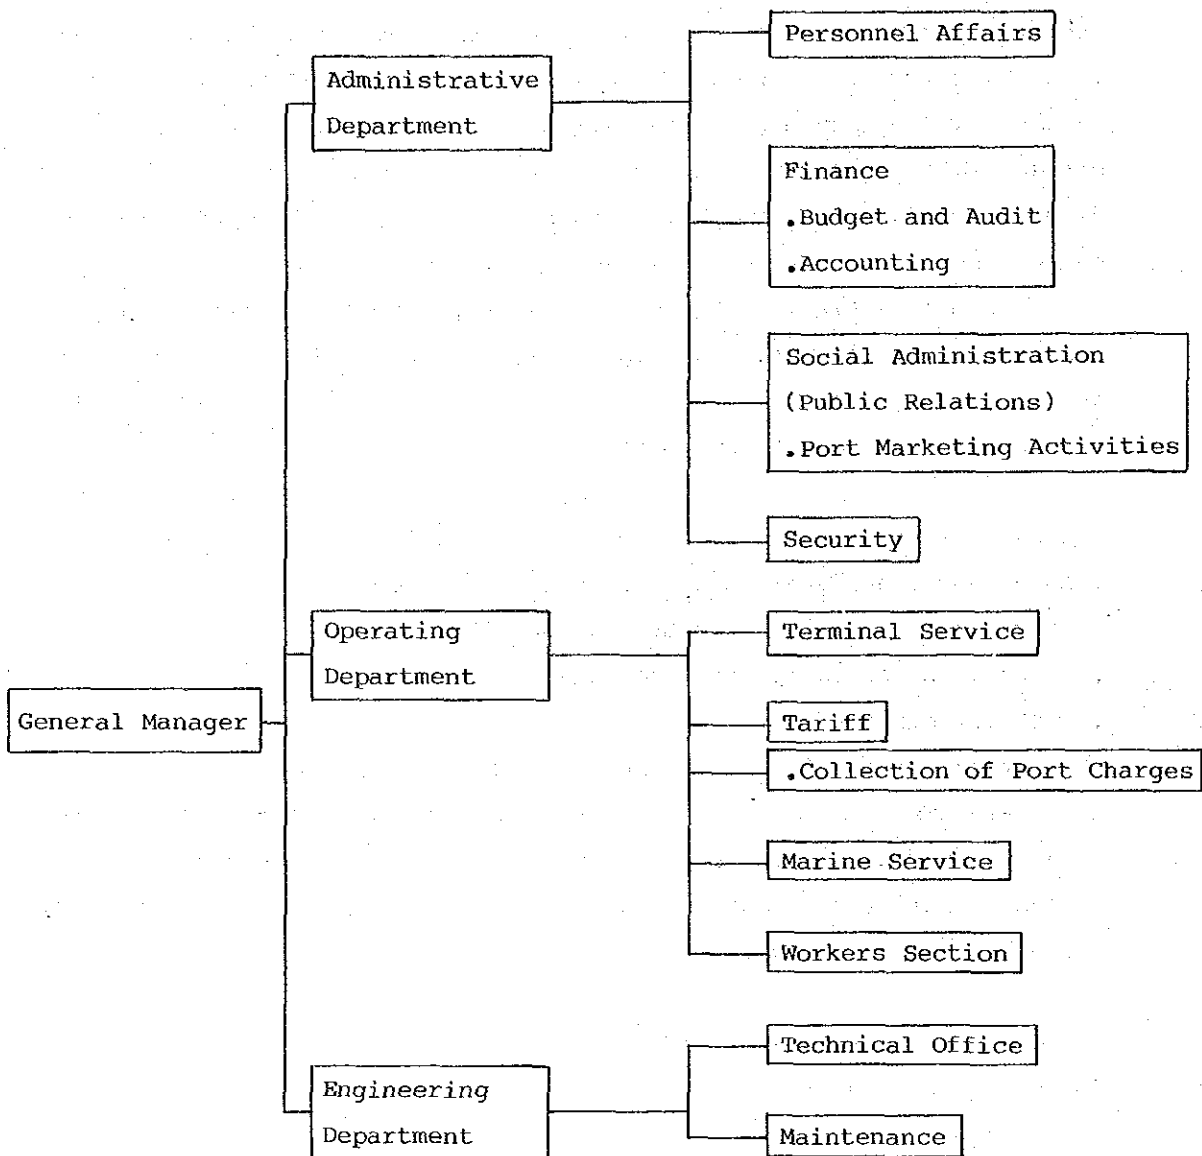 Personnel Affairs
Administrative
Department
Finance
.Budget and Audit
.Accounting
Social Administration
(Public Relations)
.Port Marketing Activities
Security
Operating
Department
Terminal Service
General Manager
Tariff
.Collection of Port Charges
Marine Service
Workers Section
Technical Office
Engineering
Department
Maintenance